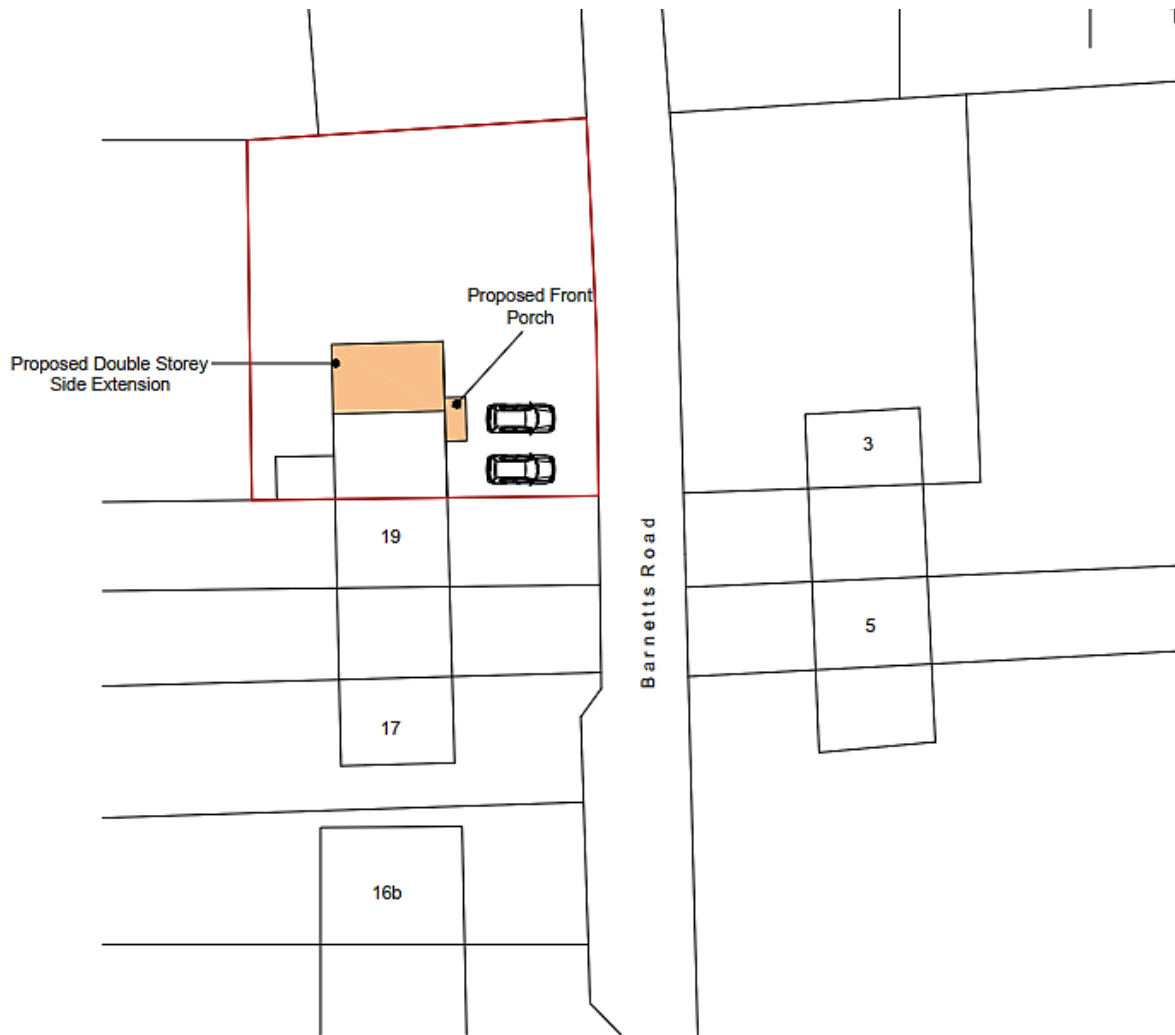 Proposed Front
Porch
Proposed Double Storey
Side Extension
3
19
Barnetts Road
5
17
16b